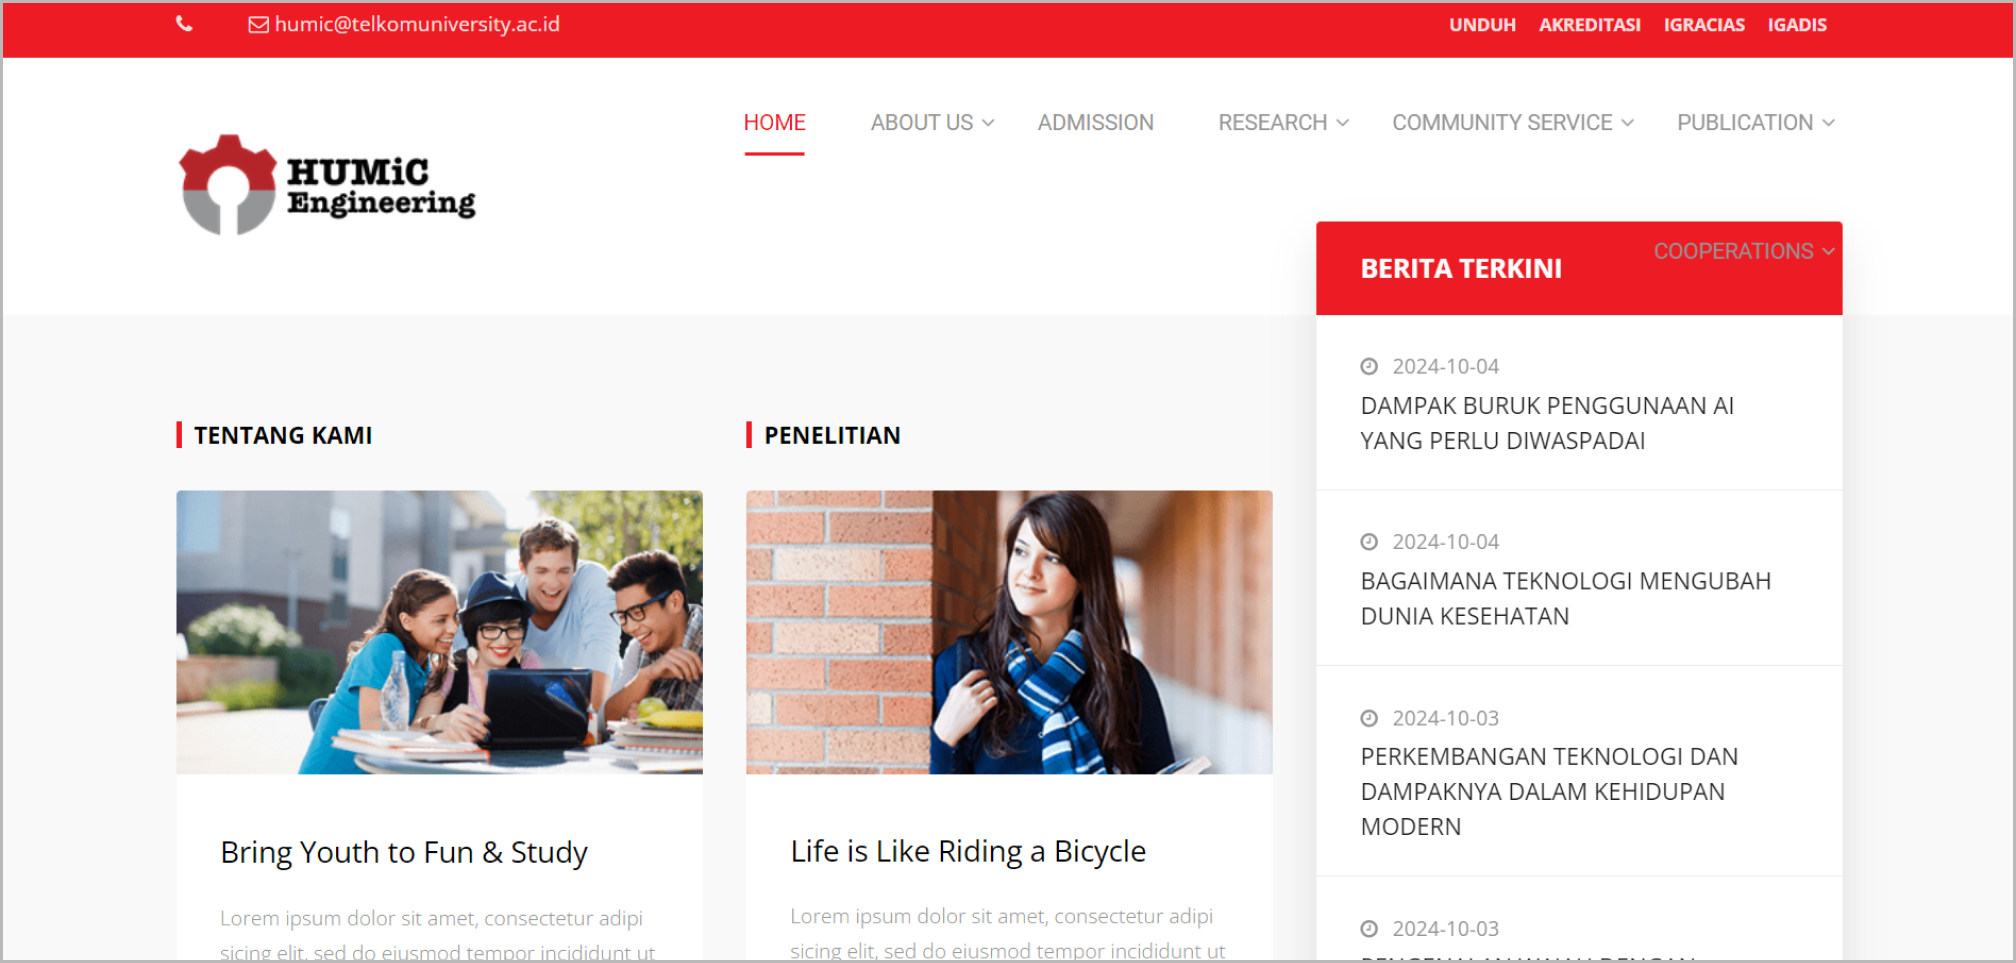 humic@telkomuniversity.ac.id
UNDUH AKREDITASI IGRACIAS IGADIS
HOME ABOUT US ADMISSION RESEARCH COMMUNITY SERVICE PUBLICATION
HUMiC
Engineering
COOPERATIONS
BERITA TERKINI
TENTANG KAMI
Bring Youth to Fun & Study
Lorem ipsum dolor sit amet, consectetur adipi
sicing elit, sed do eiusmod tempor incididunt ut
PENELITIAN
Life is Like Riding a Bicycle
Lorem ipsum dolor sit amet, consectetur adipi
sicing elit, sed do eiusmod tempor incididunt ut
2024-10-04
DAMPAK BURUK PENGGUNAAN AI
YANG PERLU DIWASPADAI
2024-10-04
BAGAIMANA TEKNOLOGI MENGUBAH
DUNIA KESEHATAN
2024-10-03
PERKEMBANGAN TEKNOLOGI DAN
DAMPAKNYA DALAM KEHIDUPAN
MODERN
2024-10-03